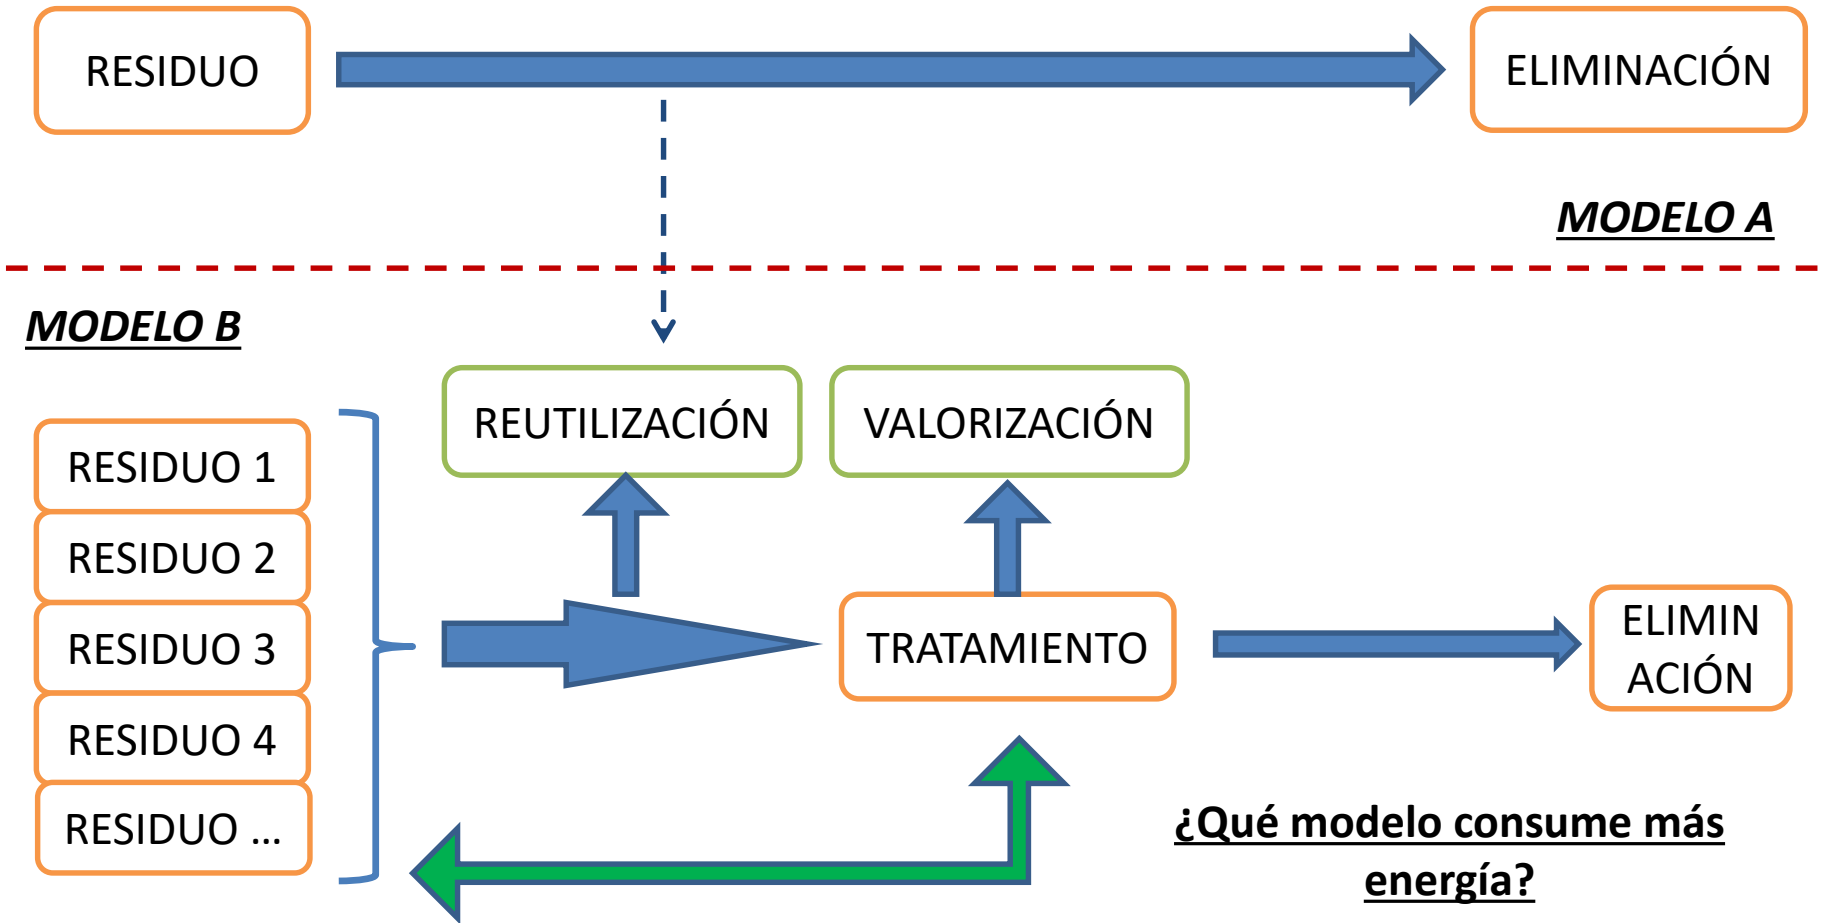 RESIDUO
ELIMINACIÓN
MODELO A
MODELO B
REUTILIZACIÓN
VALORIZACIÓN
RESIDUO 1
RESIDUO 2
RESIDUO 3
RESIDUO 4
RESIDUO ...
TRATAMIENTO
ELIMIN
ACIÓN
¿Qué modelo consume más
energía?